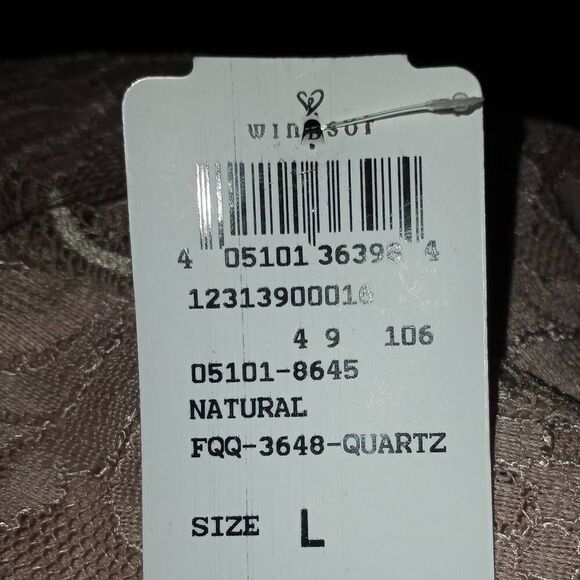 WINDSOR
4 05101 36398 4
12313900016
4 9 106
05101-8645
NATURAL
FQQ-3648-QUARTZ
SIZE L